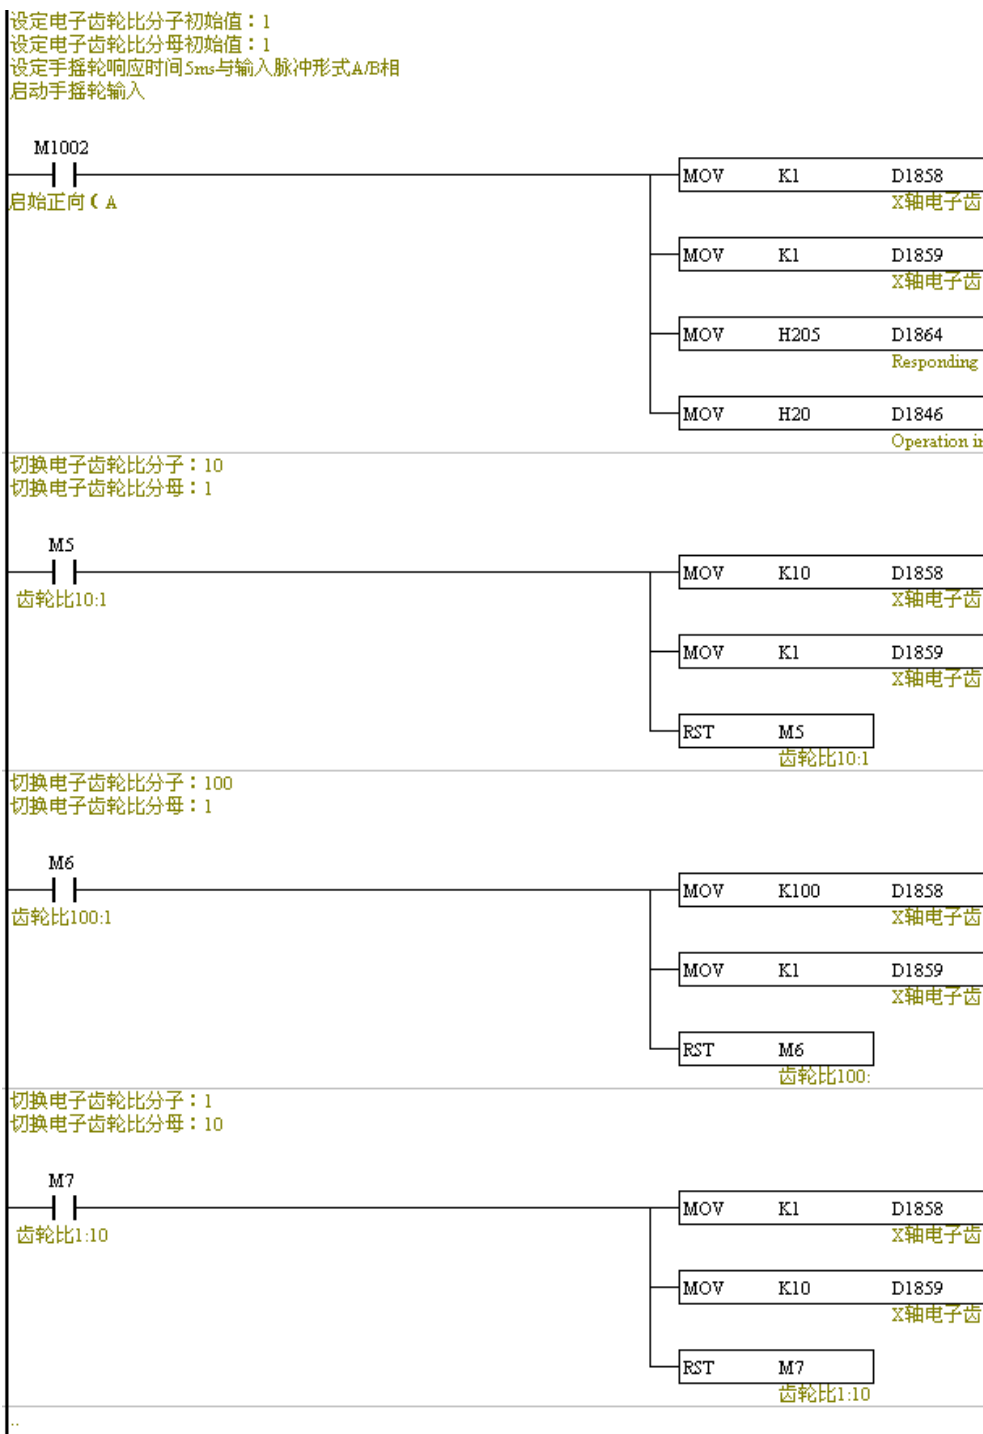 设定电子齿轮比分子初始值：1
设定电子齿轮比分母初始值：1
设定手摇轮响应时间5ms与输入脉冲形式A/B相
启动手摇轮输入
M1002
MOV K1 D1858
启始正向（A
X轴电子齿
MOV K1 D1859
X轴电子齿
MOV H205 D1864
Responding
MOV H20 D1846
Operation in
切换电子齿轮比分子：10
切换电子齿轮比分母：1
M5
MOV K10 D1858
齿轮比10:1
X轴电子齿
MOV K1 D1859
X轴电子齿
RST M5
齿轮比10:1
切换电子齿轮比分子：100
切换电子齿轮比分母：1
M6
MOV K100 D1858
齿轮比100:1
X轴电子齿
MOV K1 D1859
X轴电子齿
RST M6
齿轮比100:
切换电子齿轮比分子：1
切换电子齿轮比分母：10
M7
MOV K1 D1858
齿轮比1:10
X轴电子齿
MOV K10 D1859
X轴电子齿
RST M7
齿轮比1:10
..